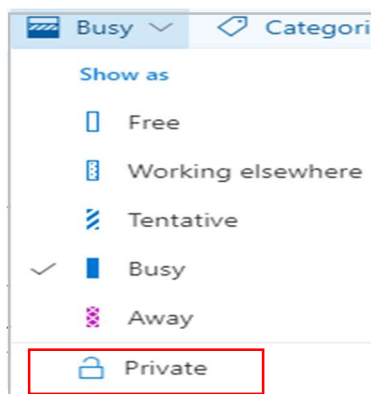 Busy Categori
Show as
Free
Working elsewhere
Tentative
Busy
Away
Private